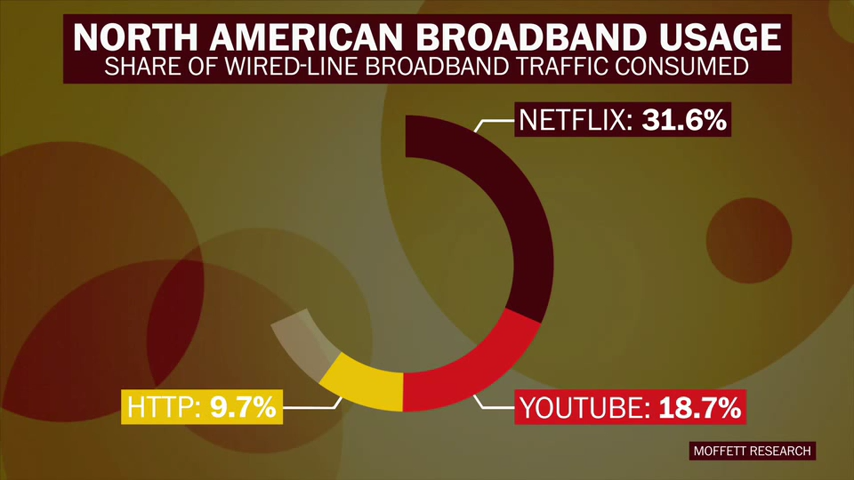 NORTH AMERICAN BROADBAND USAGE
SHARE OF WIRED-LINE BROADBAND TRAFFIC CONSUMED
NETFLIX: 31.6%
HTTP: 9.7%
YOUTUBE: 18.7%
MOFFETT RESEARCH